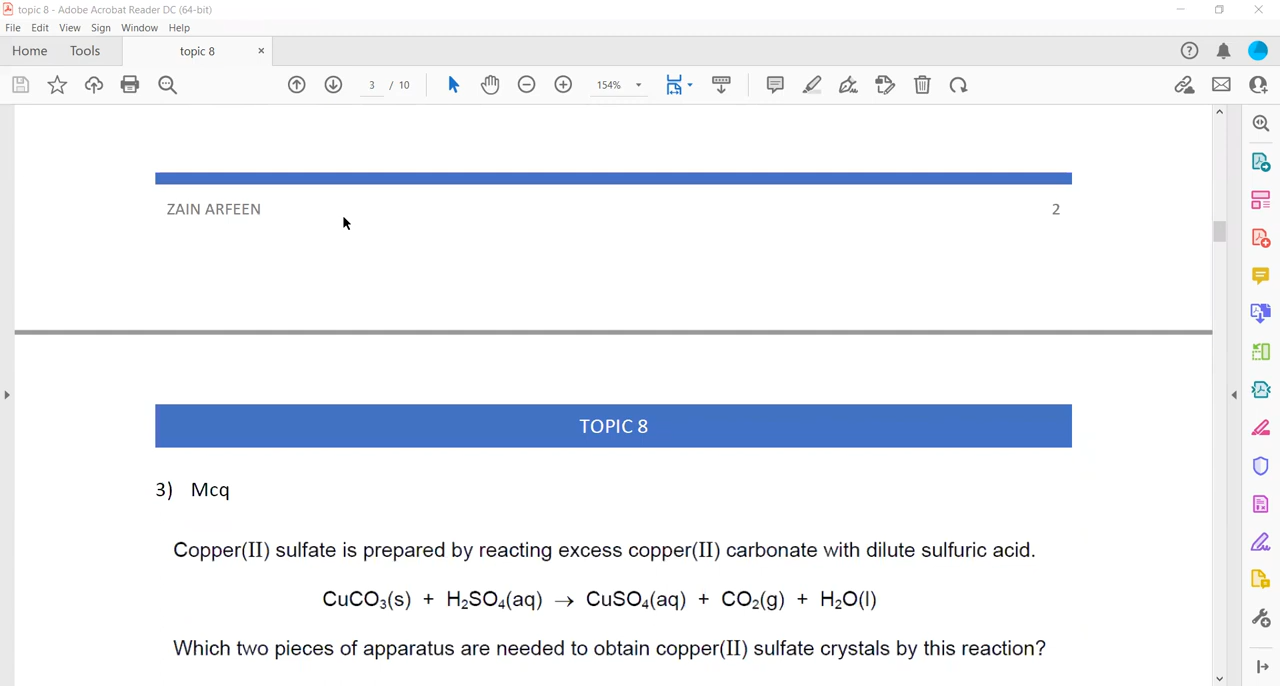 topic 8 - Adobe Acrobat Reader DC (64-bit)
File Edit View Sign Window Help
Home Tools topic 8 ×
3 / 10 154%
ZAIN ARFEEN 2
TOPIC 8
3) Mcq
Copper(II) sulfate is prepared by reacting excess copper(II) carbonate with dilute sulfuric acid.
CuCO₃(s) + H₂SO₄(aq) → CuSO₄(aq) + CO₂(g) + H₂O(l)
Which two pieces of apparatus are needed to obtain copper(II) sulfate crystals by this reaction?